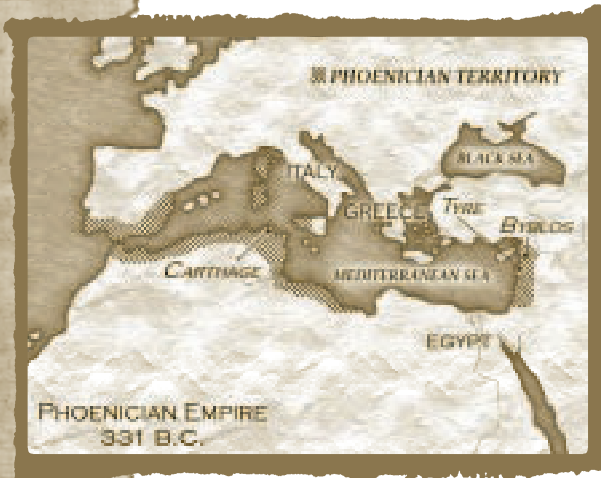 PHOENICIAN TERRITORY
BLACK SEA
ITALY
GREECE
TYRE
BYBLOS
CARTHAGE
MEDITERRANEAN SEA
EGYPT
PHOENICIAN EMPIRE
331 B.C.